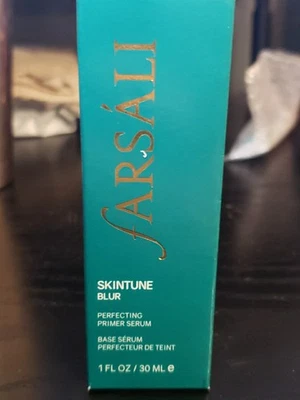 fARSÁLI
SKINTUNE
BLUR
PERFECTING
PRIMER SERUM
BASE SÉRUM
PERFECTEUR DE TEINT
1 FL OZ / 30 ML e